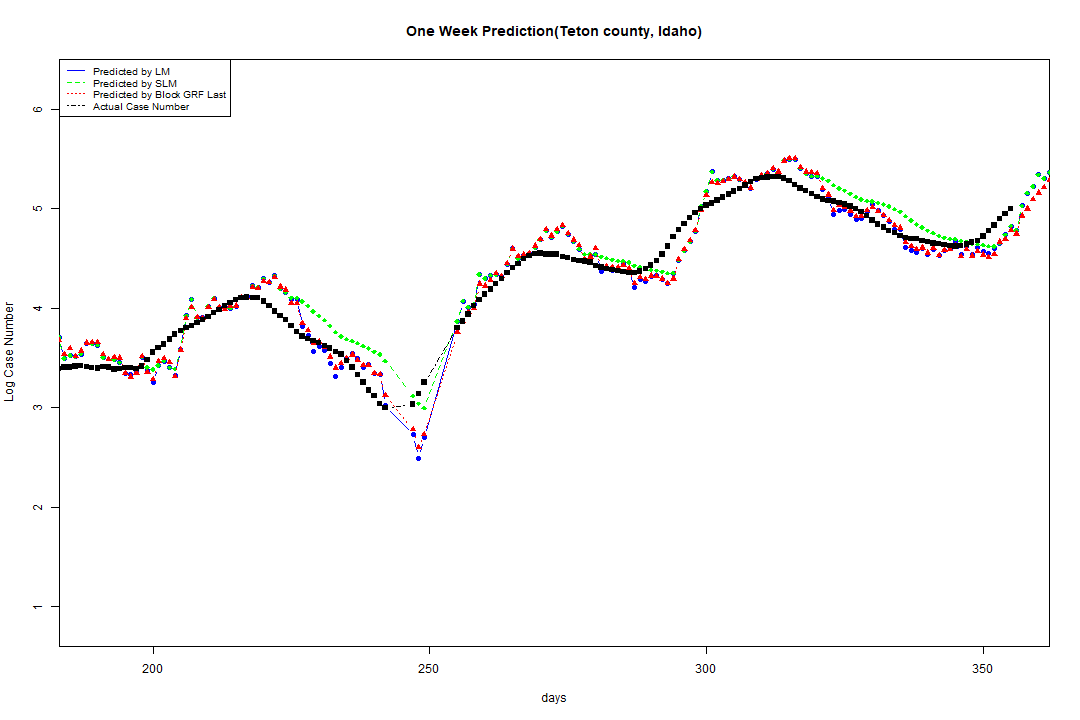 One Week Prediction(Teton county, Idaho)
Predicted by LM
Predicted by SLM
Predicted by Block GRF Last
Actual Case Number
6
5
4
3
2
1
Log Case Number
200 250 300 350
days